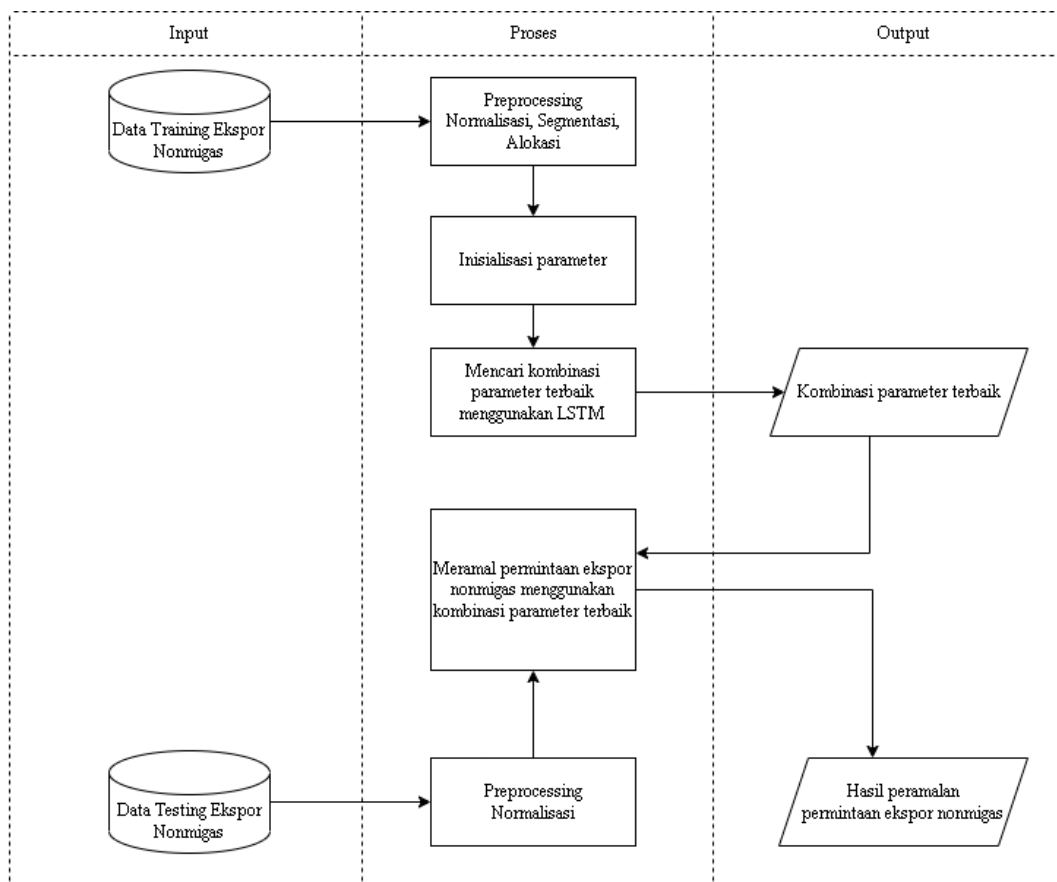 Input
Proses
Output
Data Training Ekspor
Nonmigas
Preprocessing
Normalisasi, Segmentasi,
Alokasi
Inisialisasi parameter
Mencari kombinasi
parameter terbaik
menggunakan LSTM
Kombinasi parameter terbaik
Meramal permintaan ekspor
nonmigas menggunakan
kombinasi parameter terbaik
Data Testing Ekspor
Nonmigas
Preprocessing
Normalisasi
Hasil peramalan
permintaan ekspor nonmigas